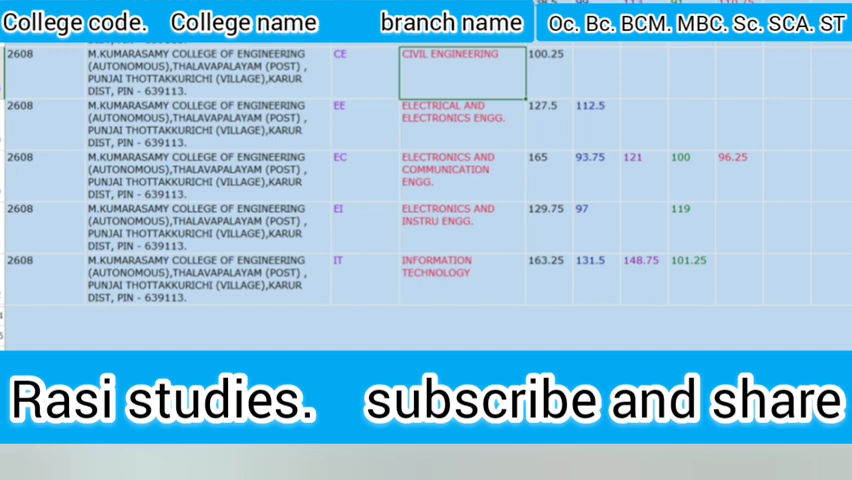 College code. College name branch name Oc. Bc. BCM. MBC. Sc. SCA. ST
2608 M.KUMARASAMY COLLEGE OF ENGINEERING CE CIVIL ENGINEERING 100.25
(AUTONOMOUS),THALAVAPALAYAM (POST) ,
PUNJAI THOTTAKKURICHI (VILLAGE),KARUR
DIST, PIN - 639113.
2608 M.KUMARASAMY COLLEGE OF ENGINEERING EE ELECTRICAL AND 127.5 112.5
(AUTONOMOUS),THALAVAPALAYAM (POST) , ELECTRONICS ENGG.
PUNJAI THOTTAKKURICHI (VILLAGE),KARUR
DIST, PIN - 639113.
2608 M.KUMARASAMY COLLEGE OF ENGINEERING EC ELECTRONICS AND 165 93.75 121 100 96.25
(AUTONOMOUS),THALAVAPALAYAM (POST) , COMMUNICATION
PUNJAI THOTTAKKURICHI (VILLAGE),KARUR ENGG.
DIST, PIN - 639113.
2608 M.KUMARASAMY COLLEGE OF ENGINEERING EI ELECTRONICS AND 129.75 97 119
(AUTONOMOUS),THALAVAPALAYAM (POST) , INSTRU ENGG.
PUNJAI THOTTAKKURICHI (VILLAGE),KARUR
DIST, PIN - 639113.
2608 M.KUMARASAMY COLLEGE OF ENGINEERING IT INFORMATION 163.25 131.5 148.75 101.25
(AUTONOMOUS),THALAVAPALAYAM (POST) , TECHNOLOGY
PUNJAI THOTTAKKURICHI (VILLAGE),KARUR
DIST, PIN - 639113.
Rasi studies. subscribe and share